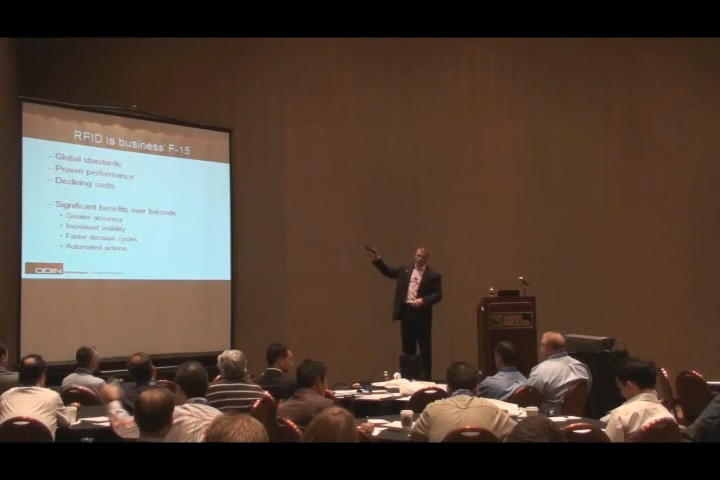 RFID is business' F-15
– Global standards
– Proven performance
– Declining costs
– Significant benefits over barcode
• Greater accuracy
• Increased visibility
• Faster decision cycles
• Automated actions
ODIN